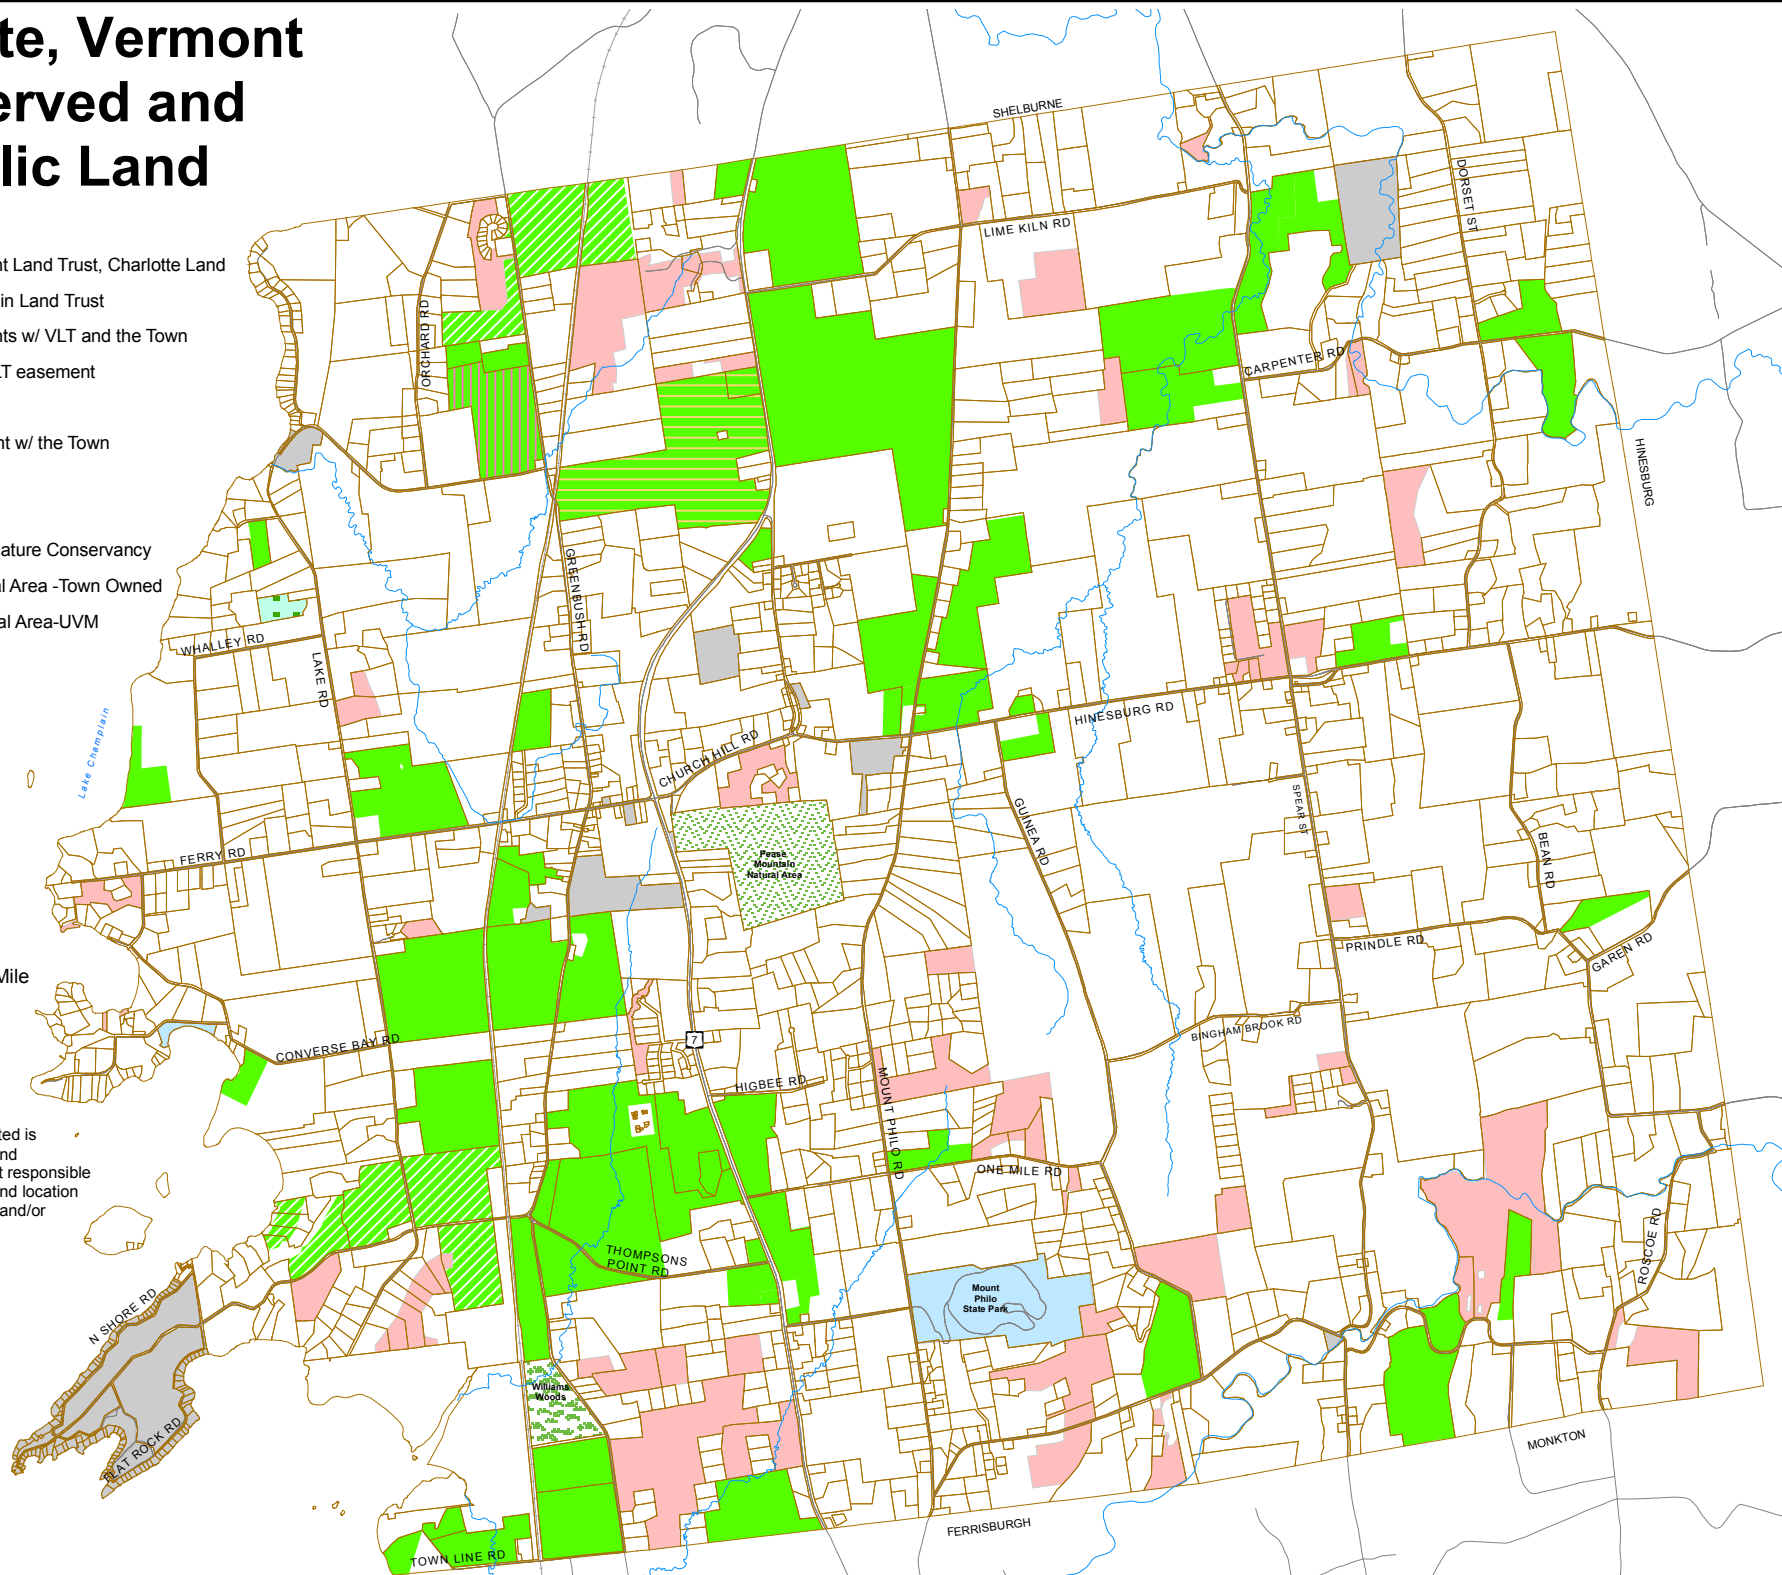 te, Vermont
erved and
lic Land
nt Land Trust, Charlotte Land
in Land Trust
nts w/ VLT and the Town
LT easement
nt w/ the Town
ature Conservancy
al Area -Town Owned
al Area-UVM
Mile
ted is
nd
t responsible
nd location
and/or
SHELBURNE
DORSET ST
LIME KILN RD
ORCHARD RD
CARPENTER RD
HINESBURG
GREENBUSH RD
WHALLEY RD
LAKE RD
Lake Champlain
HINESBURG RD
CHURCH HILL RD
SPEAR ST
GUINEA RD
BEAN RD
FERRY RD
Pease
Mountain
Natural Area
PRINDLE RD
GAREN RD
BINGHAM BROOK RD
CONVERSE BAY RD
7
HIGBEE RD
MOUNT PHILO RD
ONE MILE RD
THOMPSONS
POINT RD
ROSCOE RD
Mount
Philo
State Park
N SHORE RD
Williams
Woods
FLAT ROCK RD
MONKTON
FERRISBURGH
TOWN LINE RD